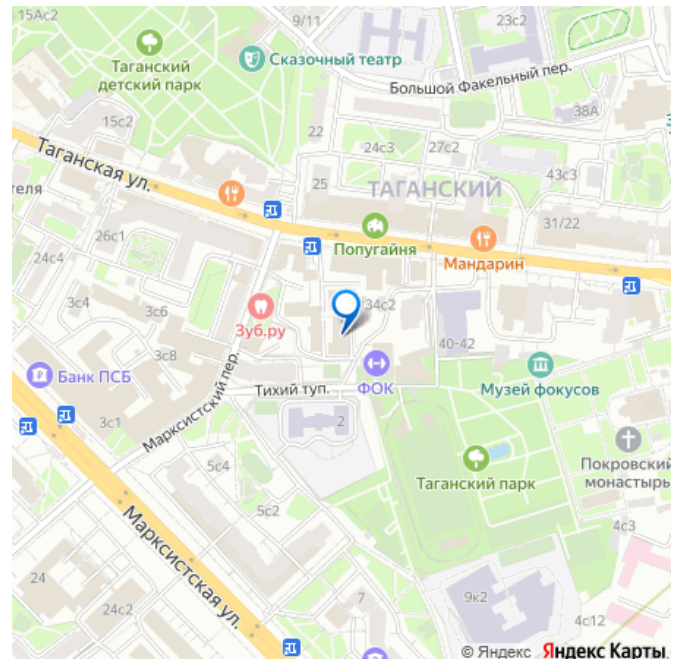 15Ас2
9/11
23с2
Таганский
детский парк
Сказочный театр
Большой Факельный пер.
38А
15с2
22
24с3
27с2
Таганская ул.
43с3
25
ТАГАНСКИЙ
ителя
31/22
26с1
Попугайня
Мандарин
24с4
3с4
3с6
34с2
Зуб.ру
3с8
40-42
Банк ПСБ
Марксистский пер.
Тихий туп.
ФОК
Музей фокусов
3с1
2
Покровский
монастырь
5с4
Таганский парк
5с2
4с3
Марксистская ул.
24
7
9к2
24с2
4с12
© Яндекс Яндекс Карты